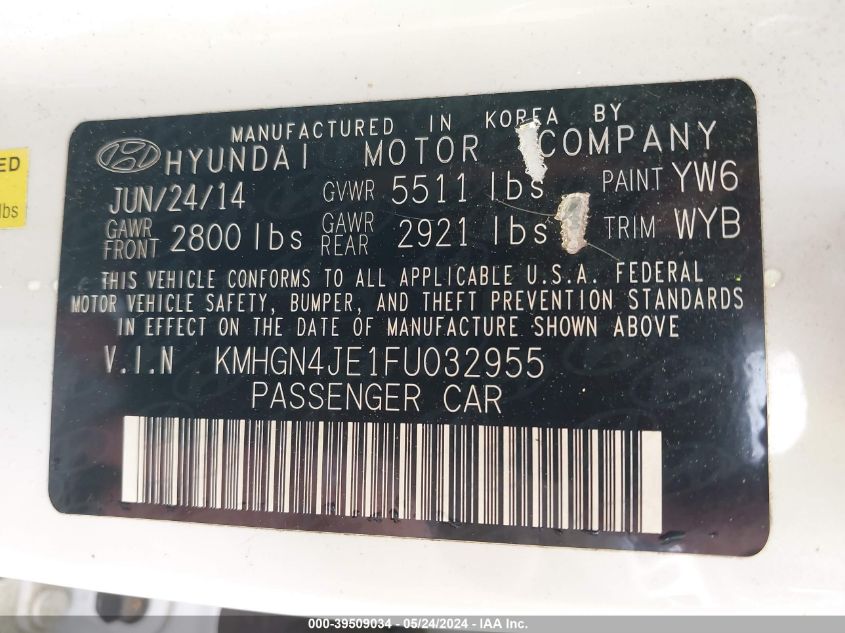 MANUFACTURED IN KOREA BY
HYUNDAI MOTOR COMPANY
JUN/24/14 GVWR 5511 lbs PAINT YW6
GAWR FRONT 2800 lbs GAWR REAR 2921 lbs TRIM WYB
THIS VEHICLE CONFORMS TO ALL APPLICABLE U.S.A. FEDERAL
MOTOR VEHICLE SAFETY, BUMPER, AND THEFT PREVENTION STANDARDS
IN EFFECT ON THE DATE OF MANUFACTURE SHOWN ABOVE
V.I.N KMHGN4JE1FU032955
PASSENGER CAR
ED
lbs
000-39509034 - 05/24/2024 - IAA Inc.